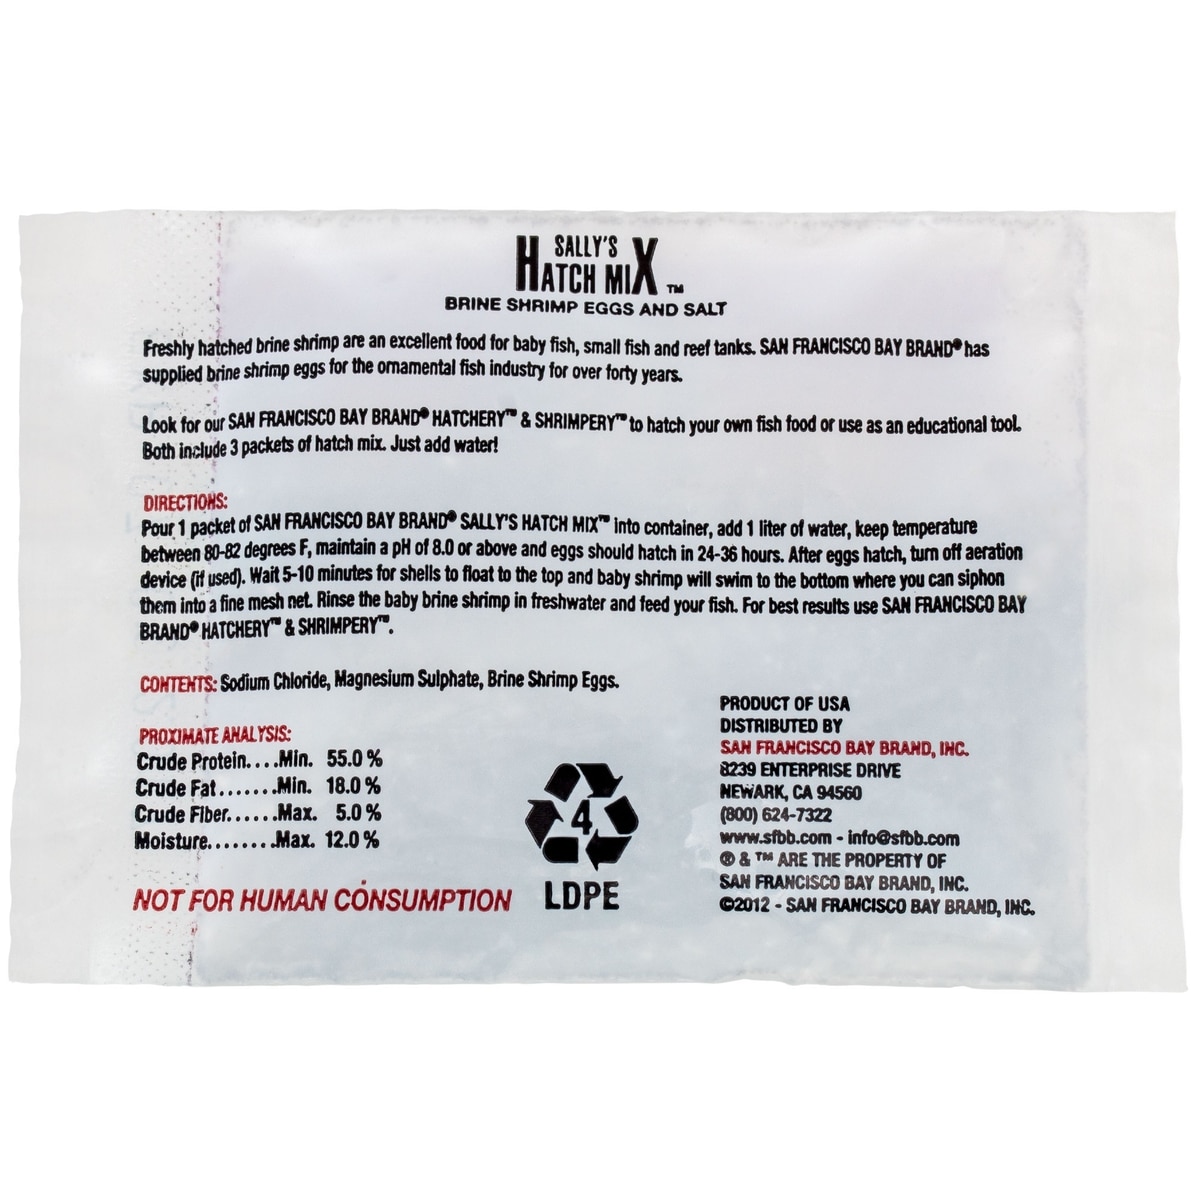 SALLY'S
HATCH MIX ™
BRINE SHRIMP EGGS AND SALT
Freshly hatched brine shrimp are an excellent food for baby fish, small fish and reef tanks. SAN FRANCISCO BAY BRAND® has
supplied brine shrimp eggs for the ornamental fish industry for over forty years.
Look for our SAN FRANCISCO BAY BRAND® HATCHERY™ & SHRIMPERY™ to hatch your own fish food or use as an educational tool.
Both include 3 packets of hatch mix. Just add water!
DIRECTIONS:
Pour 1 packet of SAN FRANCISCO BAY BRAND® SALLY'S HATCH MIX™ into container, add 1 liter of water, keep temperature
between 80-82 degrees F, maintain a pH of 8.0 or above and eggs should hatch in 24-36 hours. After eggs hatch, turn off aeration
device (if used). Wait 5-10 minutes for shells to float to the top and baby shrimp will swim to the bottom where you can siphon
them into a fine mesh net. Rinse the baby brine shrimp in freshwater and feed your fish. For best results use SAN FRANCISCO BAY
BRAND® HATCHERY™ & SHRIMPERY™.
CONTENTS: Sodium Chloride, Magnesium Sulphate, Brine Shrimp Eggs.
PROXIMATE ANALYSIS:
Crude Protein....Min. 55.0 %
Crude Fat.......Min. 18.0 %
Crude Fiber......Max. 5.0 %
Moisture........Max. 12.0 %
NOT FOR HUMAN CONSUMPTION
4
LDPE
PRODUCT OF USA
DISTRIBUTED BY
SAN FRANCISCO BAY BRAND, INC.
8239 ENTERPRISE DRIVE
NEWARK, CA 94560
(800) 624-7322
www.sfbb.com - info@sfbb.com
® & ™ ARE THE PROPERTY OF
SAN FRANCISCO BAY BRAND, INC.
©2012 - SAN FRANCISCO BAY BRAND, INC.